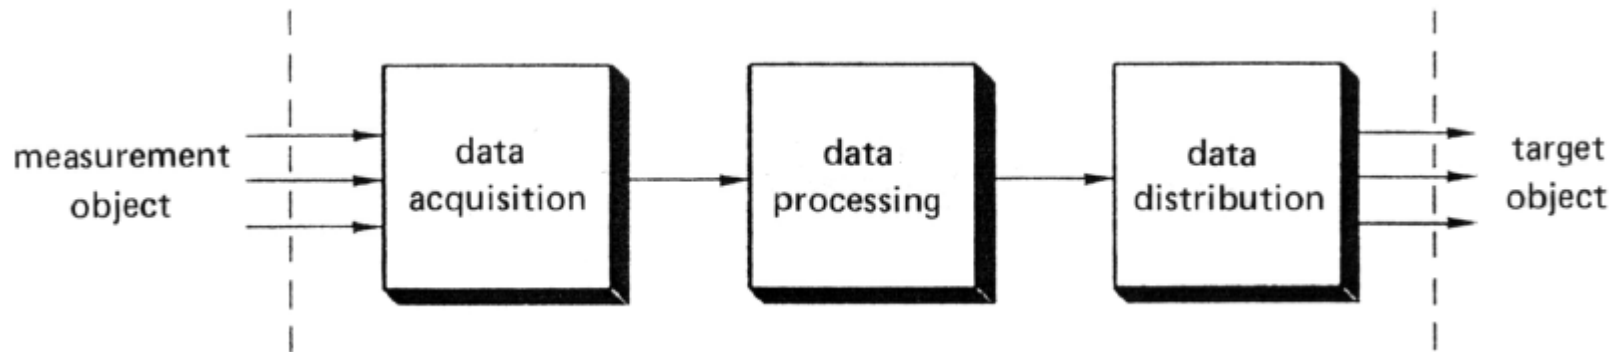 measurement
object
data
acquisition
data
processing
data
distribution
target
object